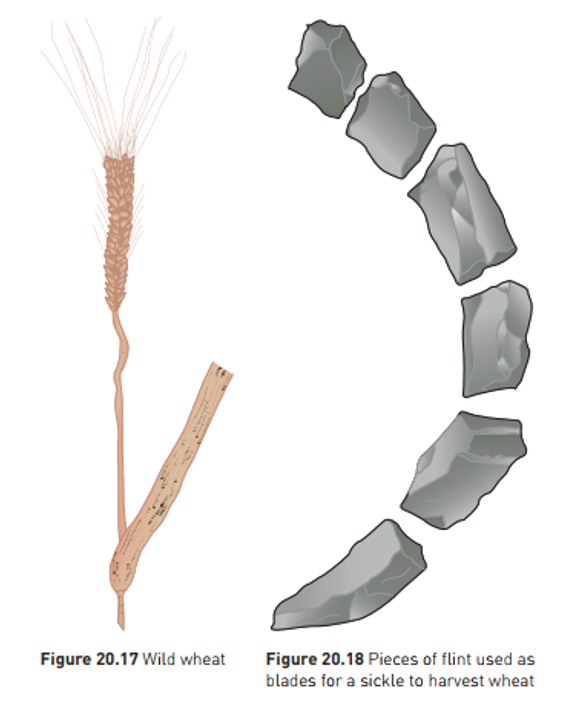 Figure 20.17 Wild wheat
Figure 20.18 Pieces of flint used as
blades for a sickle to harvest wheat